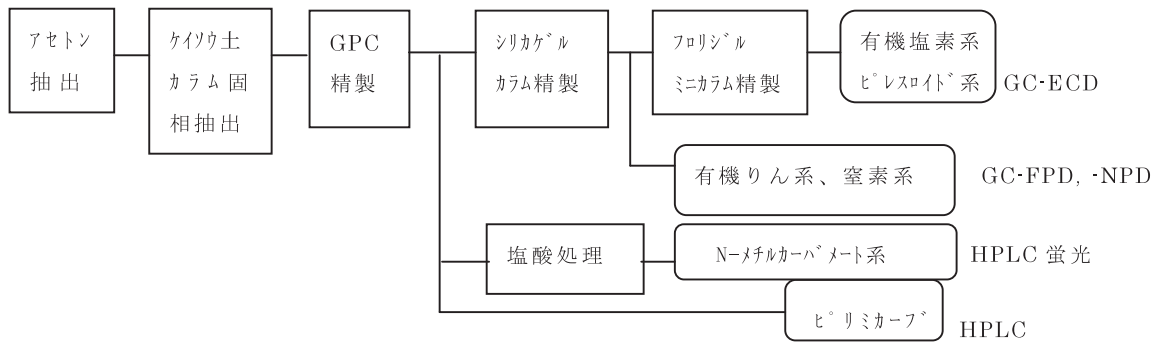 アセトン
抽出
ｹｲｿｳ土
カラム固
相抽出
GPC
精製
ｼﾘｶｹﾞﾙ
ｶﾗﾑ精製
ﾌﾛﾘｼﾞﾙ
ﾐﾆｶﾗﾑ精製
有機塩素系
ﾋﾟﾚｽﾛｲﾄﾞ系
GC-ECD
有機りん系、窒素系
GC-FPD, -NPD
塩酸処理
N-ﾒﾁﾙｶｰﾊﾞﾒｰﾄ系
HPLC 蛍光
ﾋﾟﾘﾐｶｰﾌﾞ
HPLC